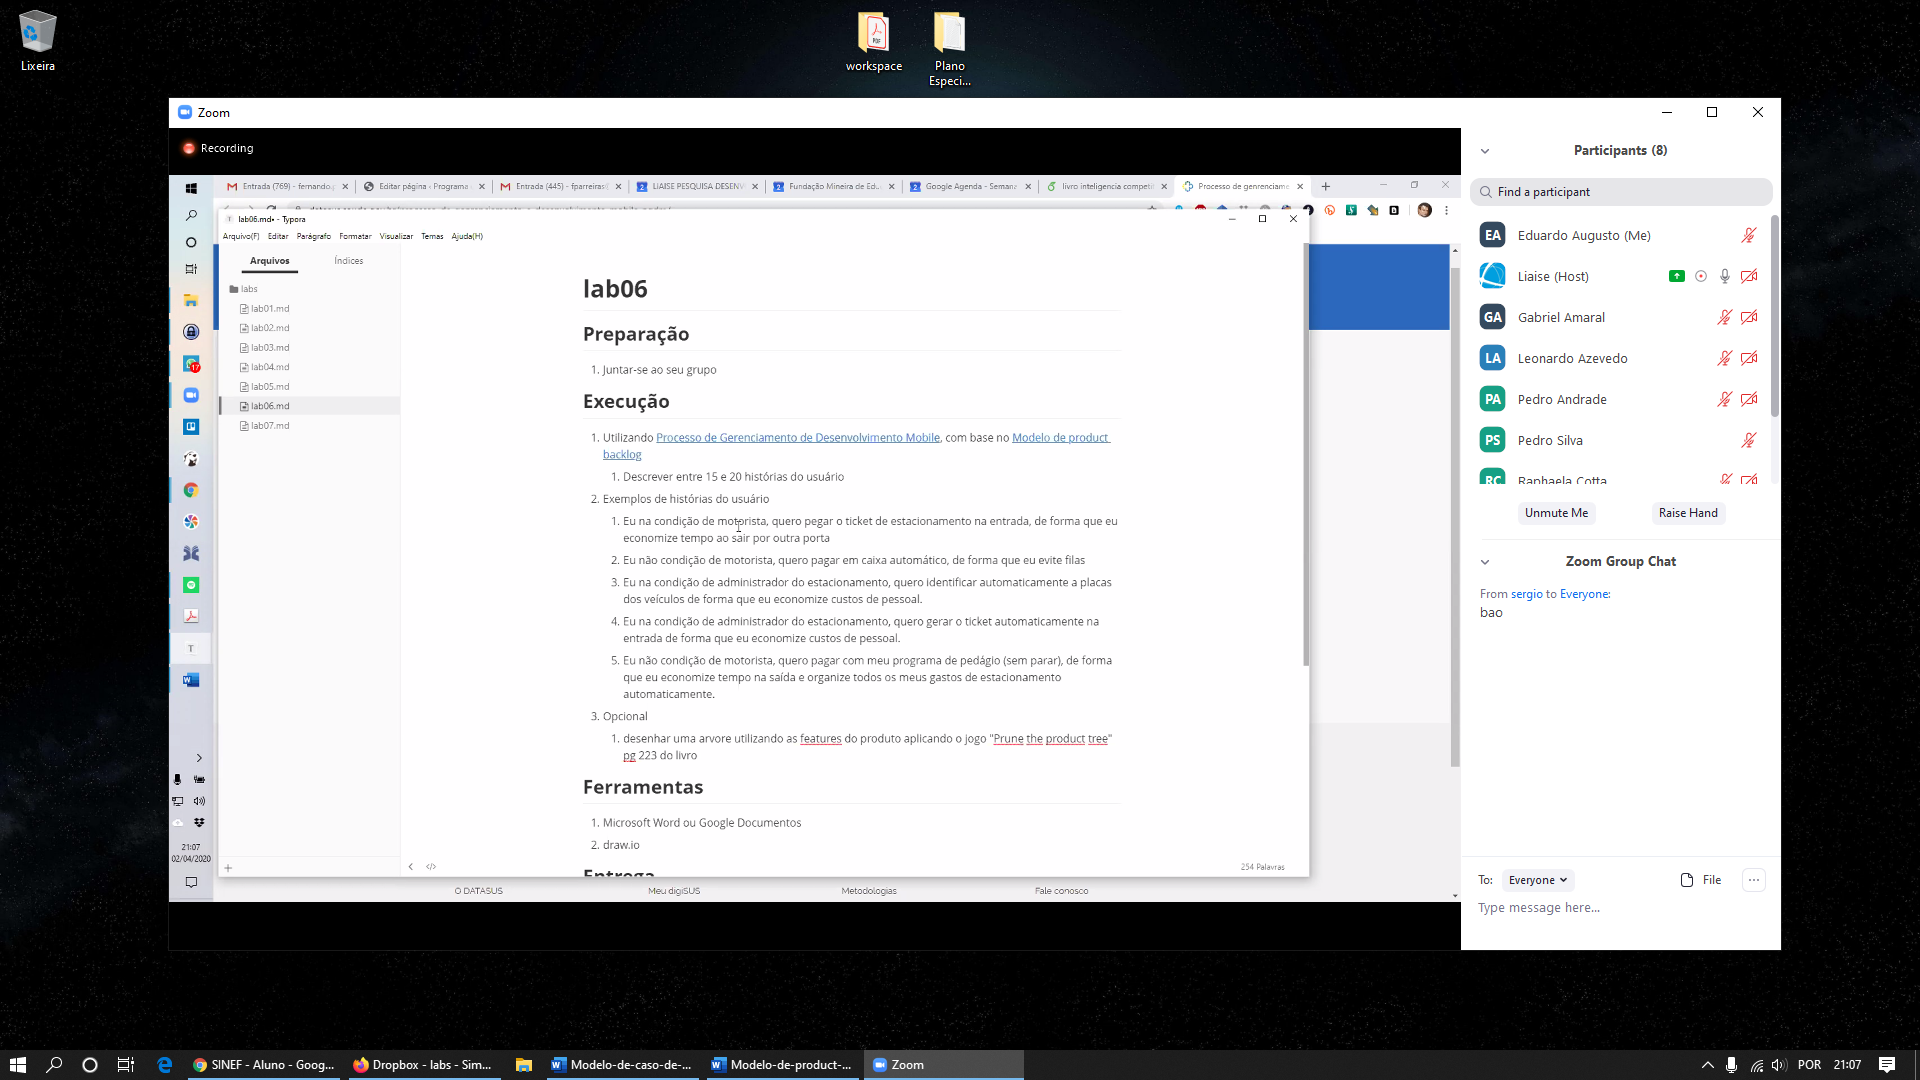 Lixeira
workspace
Plano
Especi...
Zoom
Recording
Entrada (769) - fernando.p
Editar página ‹ Programa
Entrada (445) - fparreiras
LIAISE PESQUISA DESENV
Fundação Mineira de Edu
Google Agenda - Semana
livro inteligencia competit
Processo de genrenciame
lab06.md• - Typora
Arquivo(F) Editar Parágrafo Formatar Visualizar Temas Ajuda(H)
Arquivos Índices
labs
lab01.md
lab02.md
lab03.md
lab04.md
lab05.md
lab06.md
lab07.md
lab06
Preparação
1. Juntar-se ao seu grupo
Execução
1. Utilizando Processo de Gerenciamento de Desenvolvimento Mobile, com base no Modelo de product
backlog
1. Descrever entre 15 e 20 histórias do usuário
2. Exemplos de histórias do usuário
1. Eu na condição de motorista, quero pegar o ticket de estacionamento na entrada, de forma que eu
economize tempo ao sair por outra porta
2. Eu não condição de motorista, quero pagar em caixa automático, de forma que eu evite filas
3. Eu na condição de administrador do estacionamento, quero identificar automaticamente a placas
dos veículos de forma que eu economize custos de pessoal.
4. Eu na condição de administrador do estacionamento, quero gerar o ticket automaticamente na
entrada de forma que eu economize custos de pessoal.
5. Eu não condição de motorista, quero pagar com meu programa de pedágio (sem parar), de forma
que eu economize tempo na saída e organize todos os meus gastos de estacionamento
automaticamente.
3. Opcional
1. desenhar uma arvore utilizando as features do produto aplicando o jogo "Prune the product tree"
pg 223 do livro
Ferramentas
1. Microsoft Word ou Google Documentos
2. draw.io
Entrega
254 Palavras
O DATASUS Meu digiSUS Metodologias Fale conosco
17
21:07
02/04/2020
Participants (8)
Find a participant
EA Eduardo Augusto (Me)
Liaise (Host)
GA Gabriel Amaral
LA Leonardo Azevedo
PA Pedro Andrade
PS Pedro Silva
RC Raphaela Cotta
Unmute Me Raise Hand
Zoom Group Chat
From sergio to Everyone:
bao
To: Everyone File
Type message here...
SINEF - Aluno - Goog...
Dropbox - labs - Sim...
Modelo-de-caso-de-...
Modelo-de-product-...
Zoom
POR 21:07